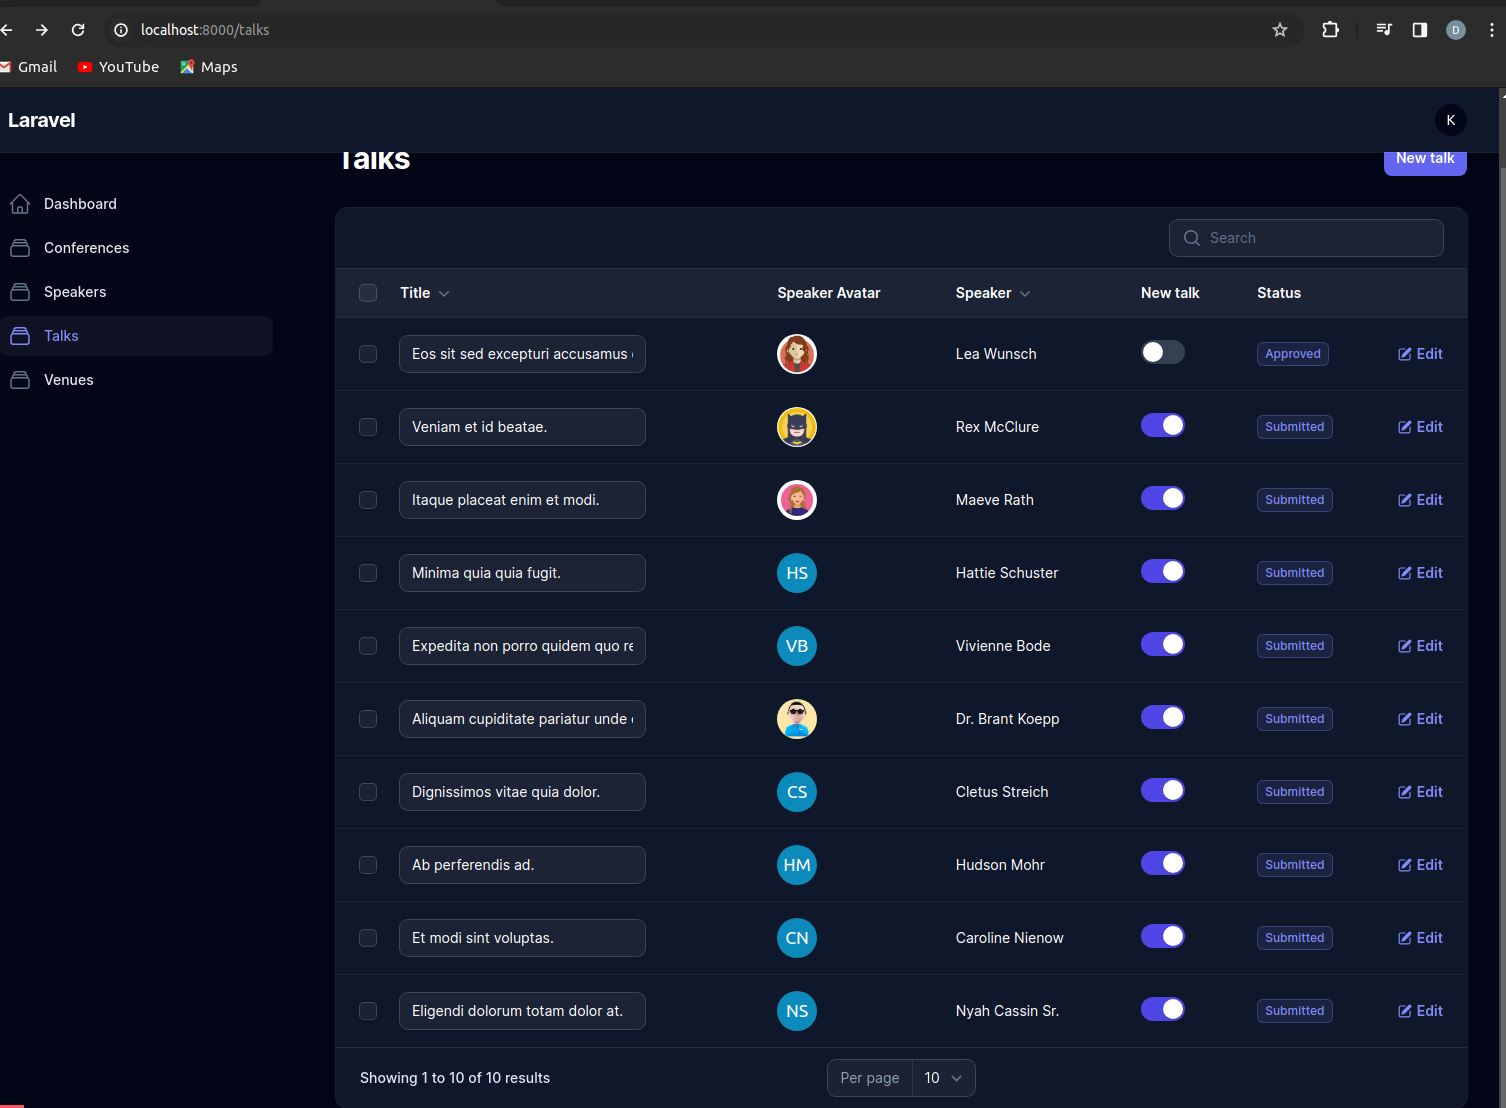 localhost:8000/talks
D
Gmail YouTube Maps
Laravel
K
Talks
New talk
Dashboard
Conferences
Speakers
Talks
Venues
Search
Title Speaker Avatar Speaker New talk Status
Eos sit sed excepturi accusamus Lea Wunsch Approved Edit
Veniam et id beatae. Rex McClure Submitted Edit
Itaque placeat enim et modi. Maeve Rath Submitted Edit
Minima quia quia fugit. HS Hattie Schuster Submitted Edit
Expedita non porro quidem quo VB Vivienne Bode Submitted Edit
Aliquam cupiditate pariatur unde Dr. Brant Koepp Submitted Edit
Dignissimos vitae quia dolor. CS Cletus Streich Submitted Edit
Ab perferendis ad. HM Hudson Mohr Submitted Edit
Et modi sint voluptas. CN Caroline Nienow Submitted Edit
Eligendi dolorum totam dolor at. NS Nyah Cassin Sr. Submitted Edit
Showing 1 to 10 of 10 results Per page 10